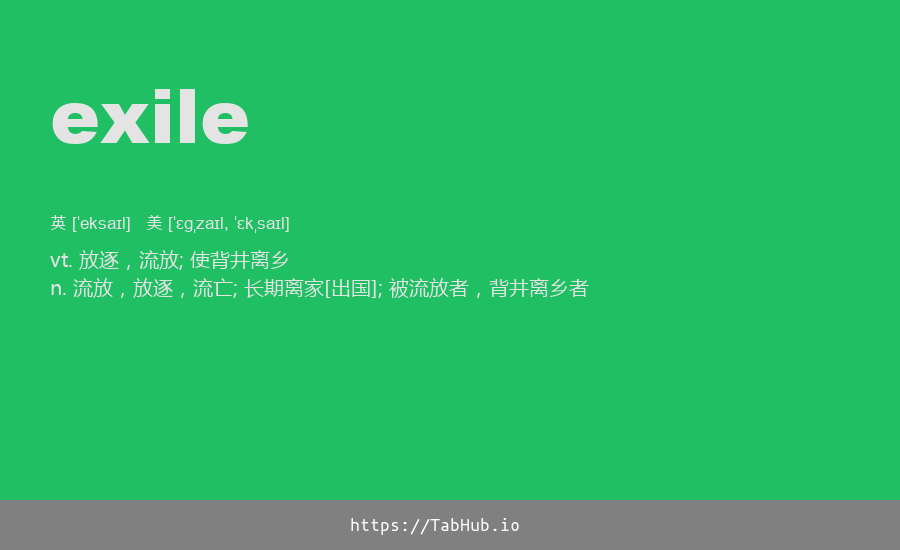 exile
英 ['eksaɪl] 美 [ˈɛɡˌzaɪl, ˈɛkˌsaɪl]
vt. 放逐，流放; 使背井离乡
n. 流放，放逐，流亡; 长期离家[出国]; 被流放者，背井离乡者
https://TabHub.io